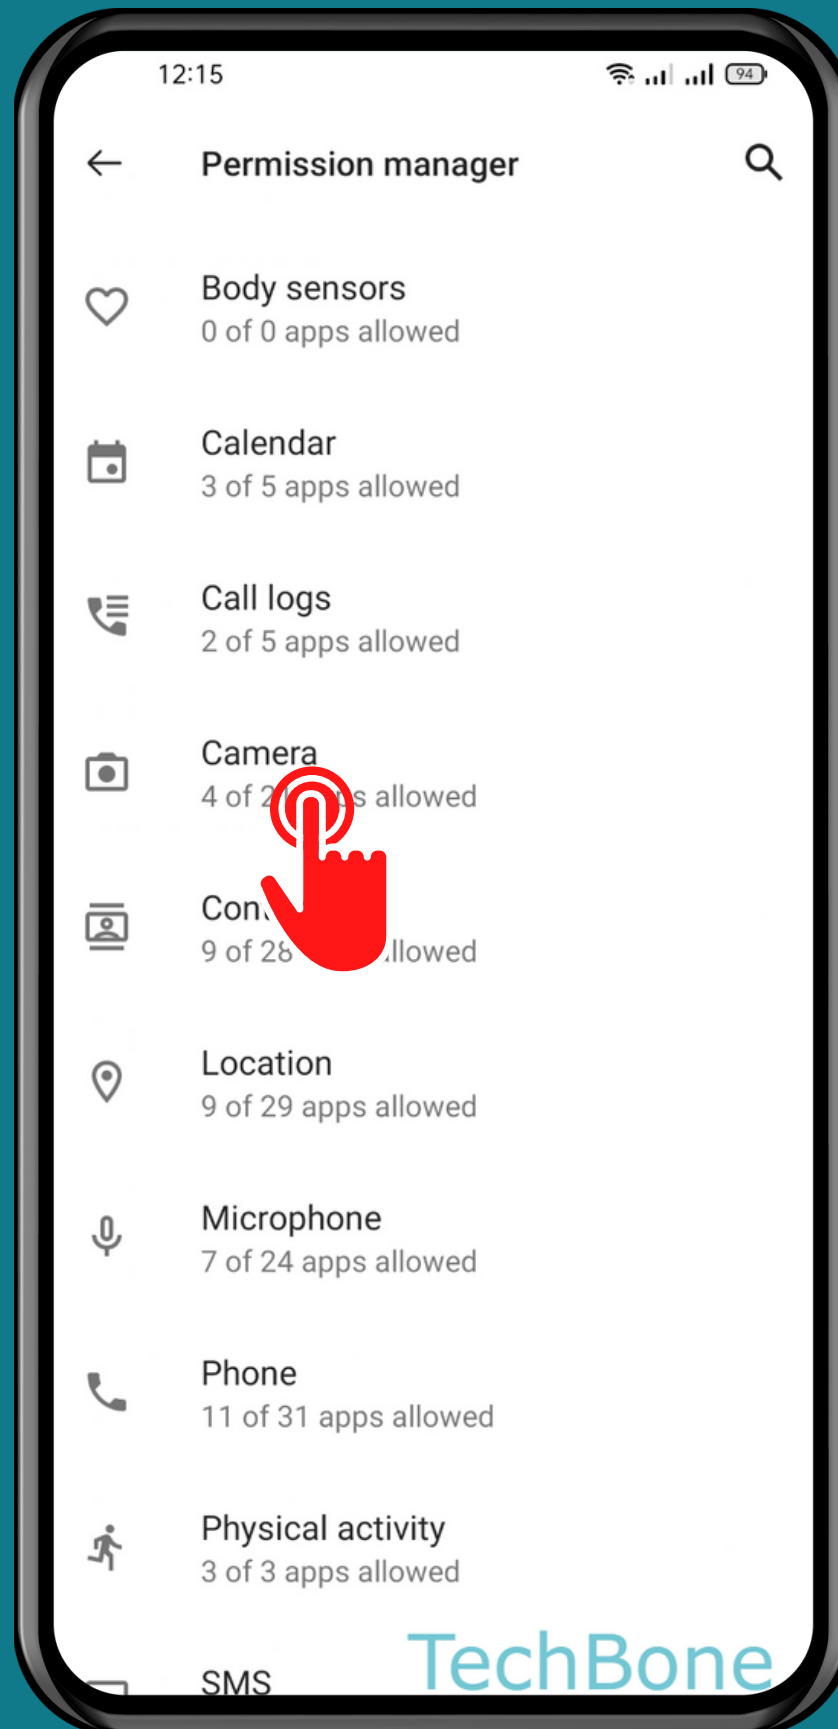 12:15
94
Permission manager
Body sensors
0 of 0 apps allowed
Calendar
3 of 5 apps allowed
Call logs
2 of 5 apps allowed
Camera
4 of allowed
9 of 28 allowed
Location
9 of 29 apps allowed
Microphone
7 of 24 apps allowed
Phone
11 of 31 apps allowed
Physical activity
3 of 3 apps allowed
SMS
TechBone